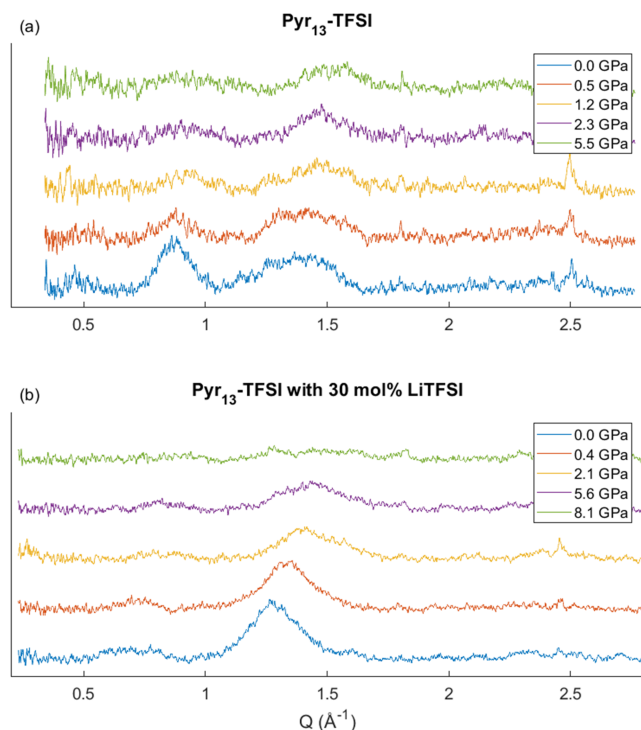 (a)
Pyr₁₃-TFSI
0.0 GPa
0.5 GPa
1.2 GPa
2.3 GPa
5.5 GPa
0.5 1 1.5 2 2.5
(b)
Pyr₁₃-TFSI with 30 mol% LiTFSI
0.0 GPa
0.4 GPa
2.1 GPa
5.6 GPa
8.1 GPa
0.5 1 1.5 2 2.5
Q (Å⁻¹)